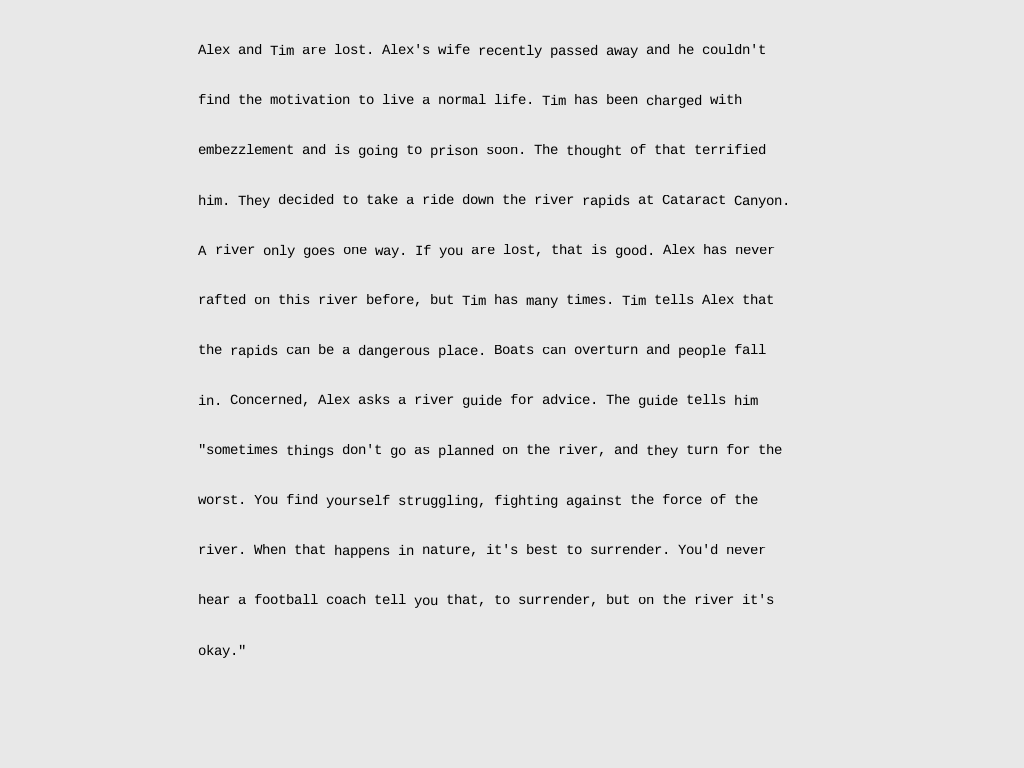 Alex and Tim are lost. Alex's wife recently passed away and he couldn't
find the motivation to live a normal life. Tim has been charged with
embezzlement and is going to prison soon. The thought of that terrified
him. They decided to take a ride down the river rapids at Cataract Canyon.
A river only goes one way. If you are lost, that is good. Alex has never
rafted on this river before, but Tim has many times. Tim tells Alex that
the rapids can be a dangerous place. Boats can overturn and people fall
in. Concerned, Alex asks a river guide for advice. The guide tells him
"sometimes things don't go as planned on the river, and they turn for the
worst. You find yourself struggling, fighting against the force of the
river. When that happens in nature, it's best to surrender. You'd never
hear a football coach tell you that, to surrender, but on the river it's
okay."